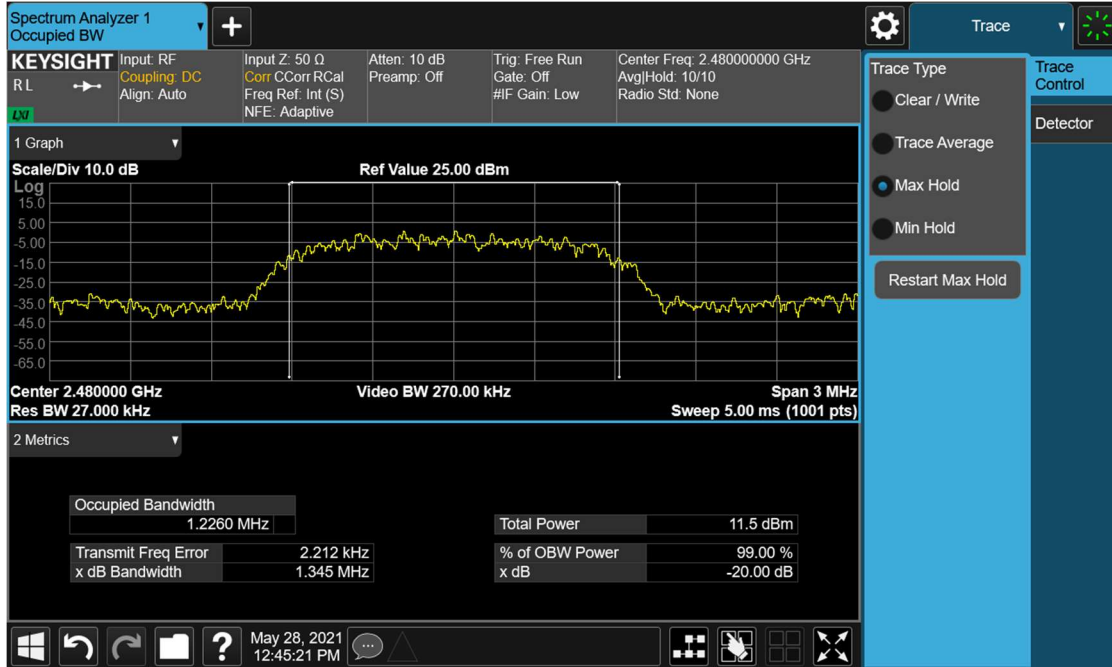 Spectrum Analyzer 1
Occupied BW
Trace
KEYSIGHT
R L
LXI
Input: RF
Coupling: DC
Align: Auto
Input Z: 50 Ω
Corr CCorr RCal
Freq Ref: Int (S)
NFE: Adaptive
Atten: 10 dB
Preamp: Off
Trig: Free Run
Gate: Off
#IF Gain: Low
Center Freq: 2.480000000 GHz
Avg|Hold: 10/10
Radio Std: None
Trace Type
Clear / Write
Trace Average
Max Hold
Min Hold
Restart Max Hold
Trace
Control
Detector
1 Graph
Scale/Div 10.0 dB
Ref Value 25.00 dBm
Log
15.0
5.00
-5.00
-15.0
-25.0
-35.0
-45.0
-55.0
-65.0
Center 2.480000 GHz
Video BW 270.00 kHz
Span 3 MHz
Res BW 27.000 kHz
Sweep 5.00 ms (1001 pts)
2 Metrics
Occupied Bandwidth
1.2260 MHz
Total Power 11.5 dBm
Transmit Freq Error 2.212 kHz
% of OBW Power 99.00 %
x dB Bandwidth 1.345 MHz
x dB -20.00 dB
?
May 28, 2021
12:45:21 PM